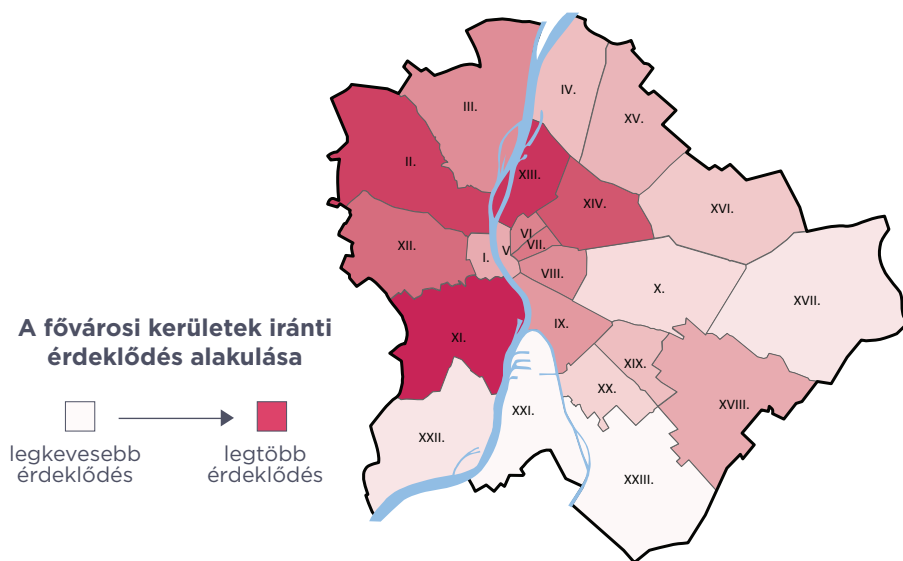 III.
IV.
XV.
II.
XIII.
XIV.
XVI.
XII.
I.
V.
VI.
VII.
VIII.
X.
XVII.
A fővárosi kerületek iránti
érdeklődés alakulása
XI.
IX.
XIX.
XX.
XVIII.
XXI.
XXII.
XXIII.
legkevesebb
érdeklődés
legtöbb
érdeklődés